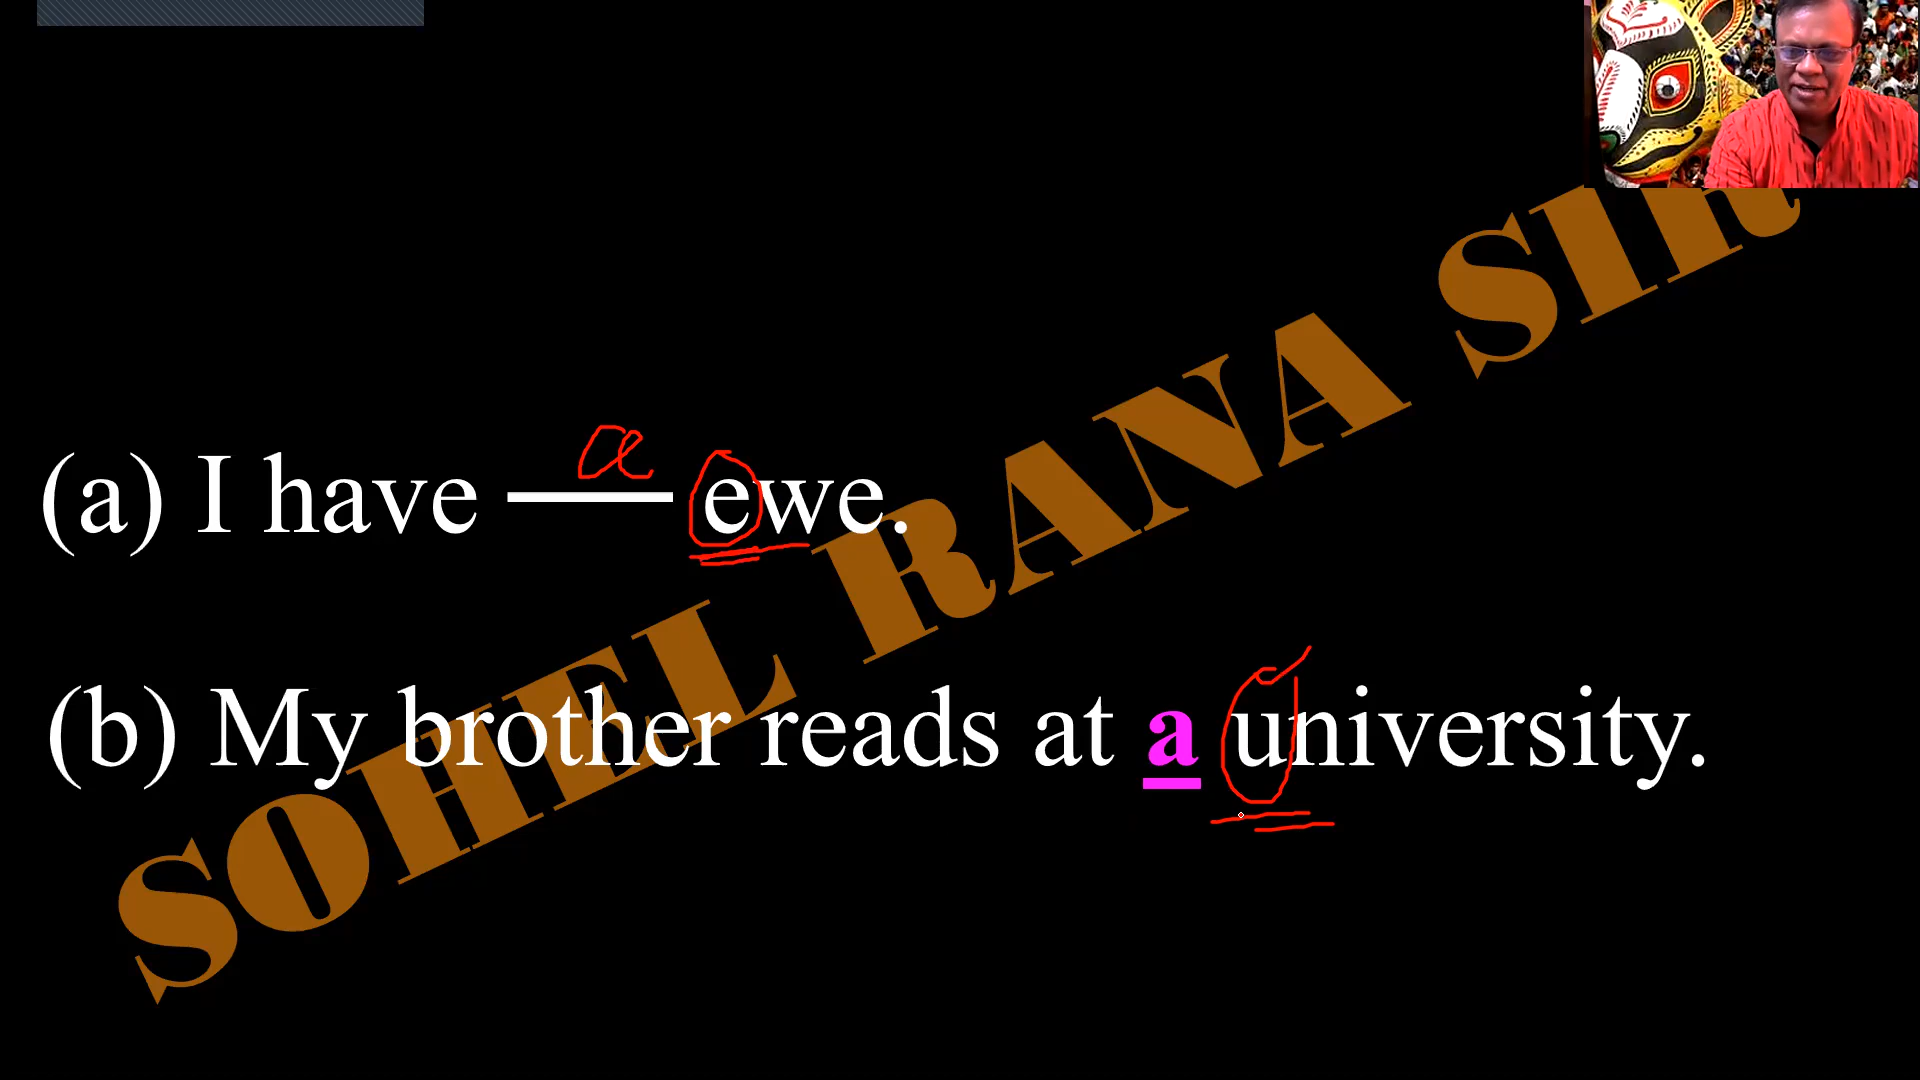 (a) I have a ewe.
(b) My brother reads at a university.
SOHEL RANA SIR